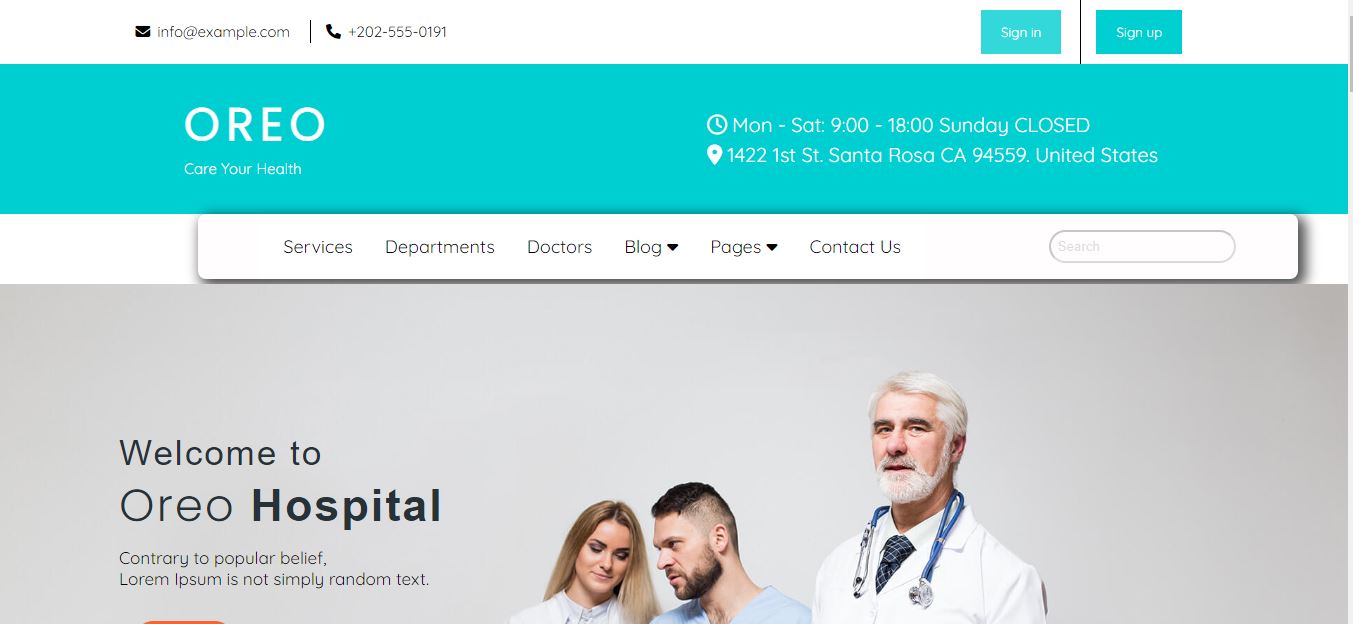 info@example.com
+202-555-0191
Sign in
Sign up
OREO
Care Your Health
Mon - Sat: 9:00 - 18:00 Sunday CLOSED
1422 1st St. Santa Rosa CA 94559. United States
Services
Departments
Doctors
Blog
Pages
Contact Us
Search
Welcome to
Oreo Hospital
Contrary to popular belief,
Lorem Ipsum is not simply random text.